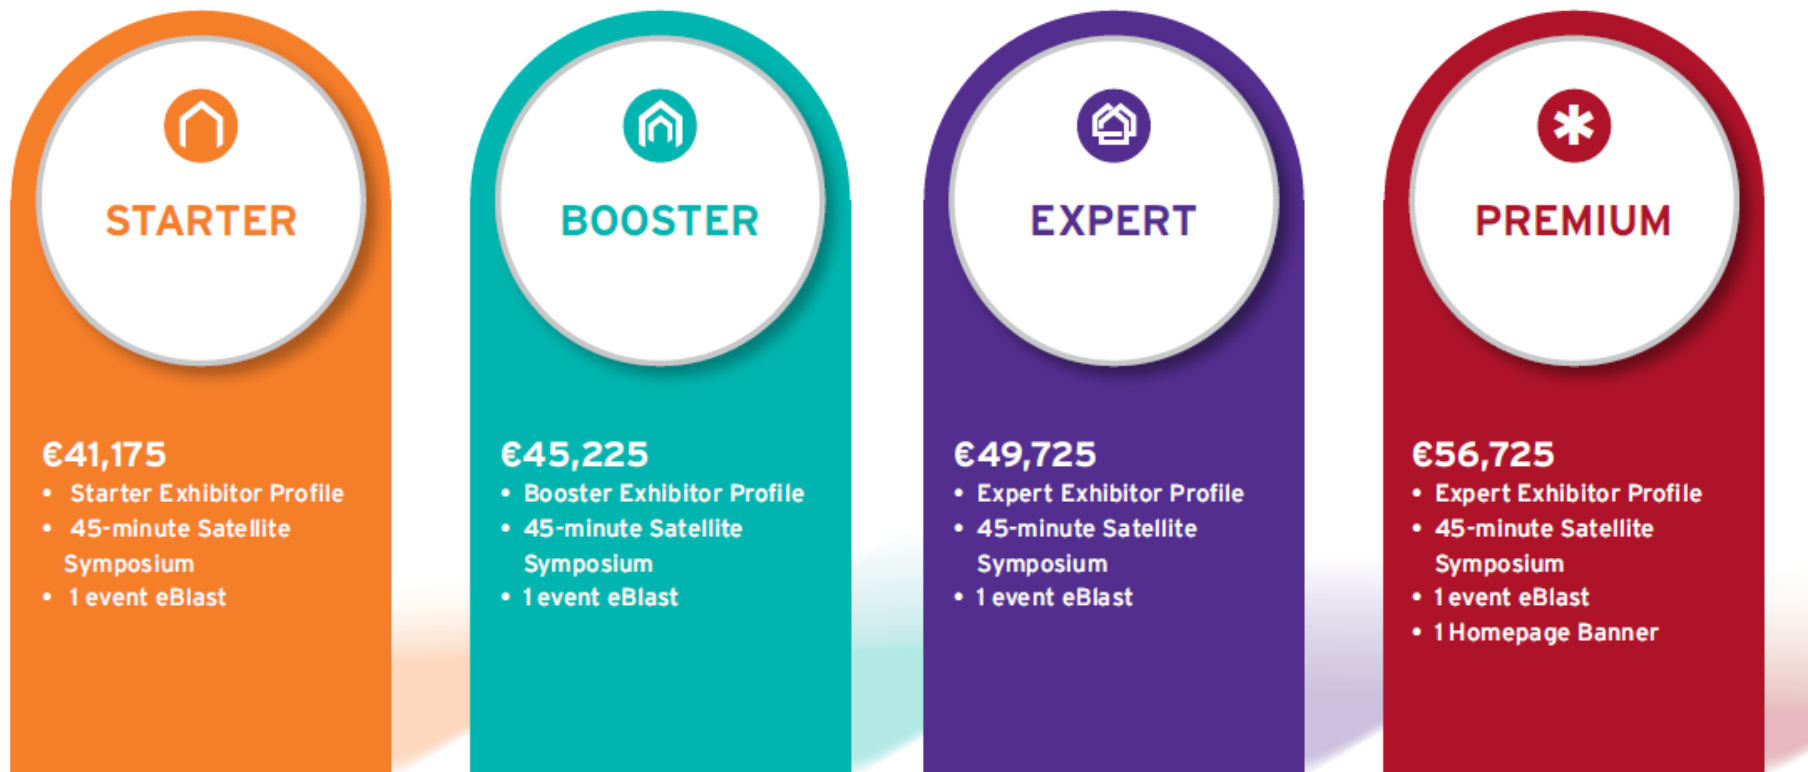 STARTER
€41,175
• Starter Exhibitor Profile
• 45-minute Satellite
Symposium
• 1 event eBlast
BOOSTER
€45,225
• Booster Exhibitor Profile
• 45-minute Satellite
Symposium
• 1 event eBlast
EXPERT
€49,725
• Expert Exhibitor Profile
• 45-minute Satellite
Symposium
• 1 event eBlast
PREMIUM
€56,725
• Expert Exhibitor Profile
• 45-minute Satellite
Symposium
• 1 event eBlast
• 1 Homepage Banner